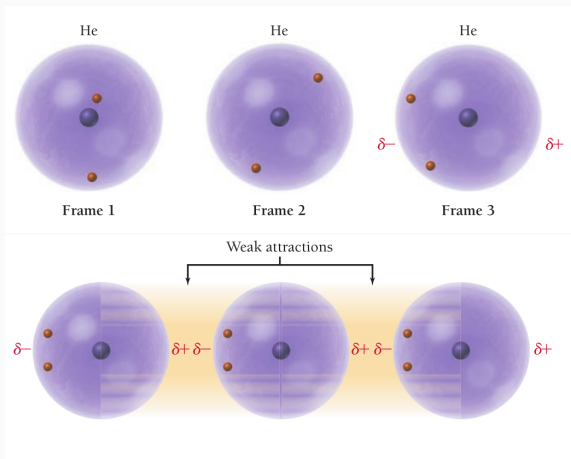 He He He
δ− δ+
Frame 1 Frame 2 Frame 3
Weak attractions
δ− δ+ δ− δ+ δ− δ+